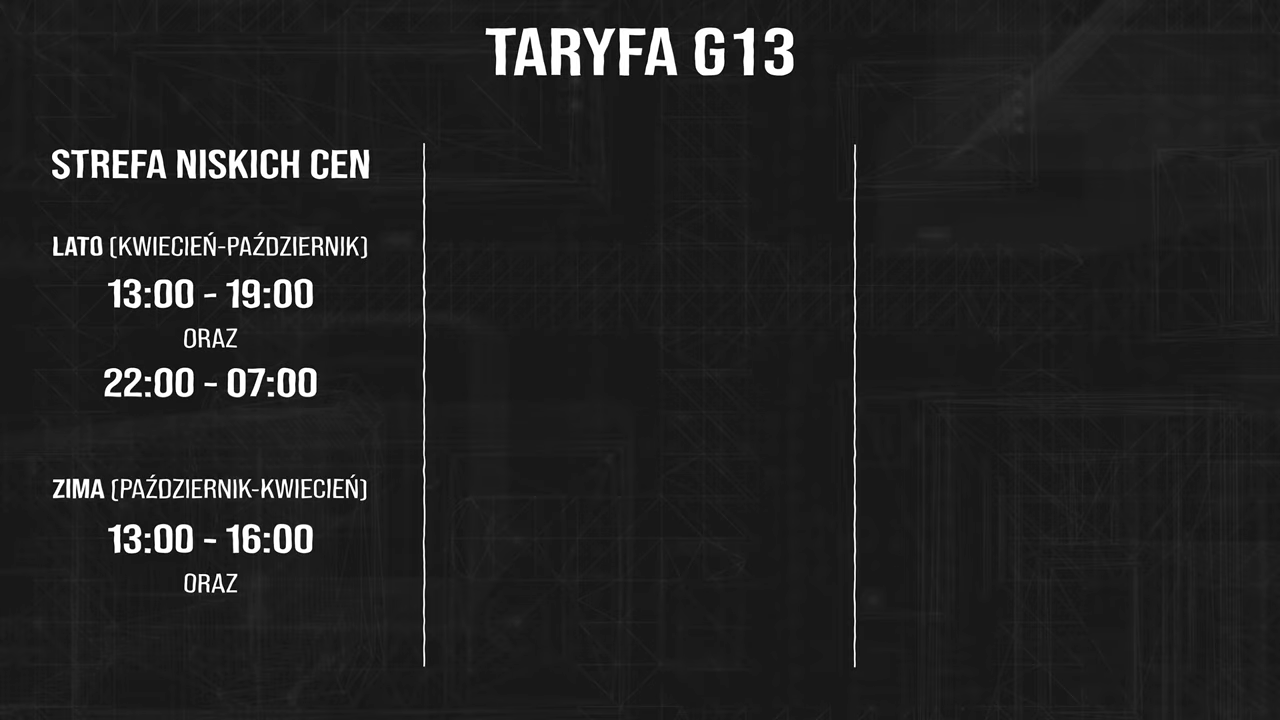 TARYFA G13
STREFA NISKICH CEN
LATO (KWIECIEŃ-PAŹDZIERNIK)
13:00 - 19:00
ORAZ
22:00 - 07:00
ZIMA (PAŹDZIERNIK-KWIECIEŃ)
13:00 - 16:00
ORAZ